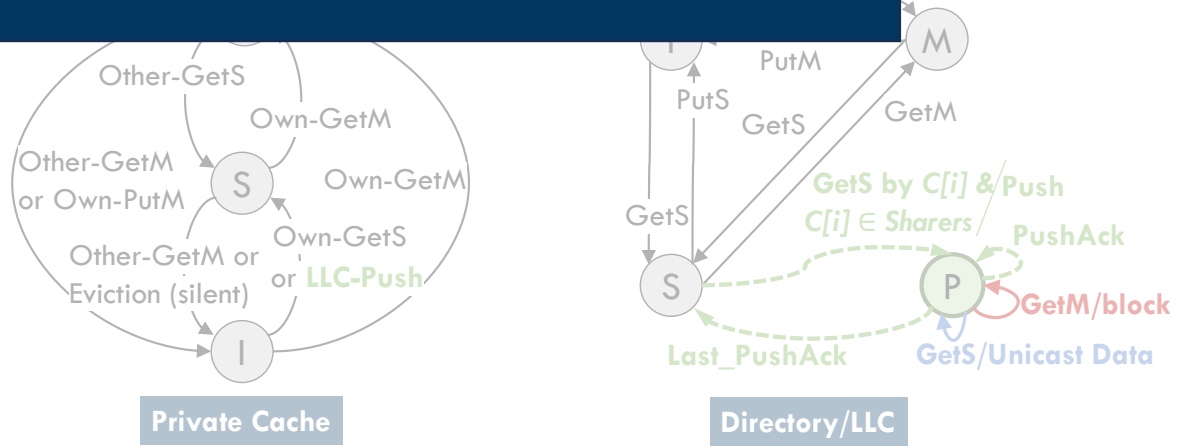 Other-GetS
Own-GetM
Other-GetM
or Own-PutM
S
Own-GetM
Own-GetS
or LLC-Push
Other-GetM or
Eviction (silent)
I
Private Cache
M
PutM
PutS
GetS
GetM
GetS by C[i] &
C[i] ∈ Sharers
Push
PushAck
GetS
S
P
GetM/block
Last_PushAck
GetS/Unicast Data
Directory/LLC